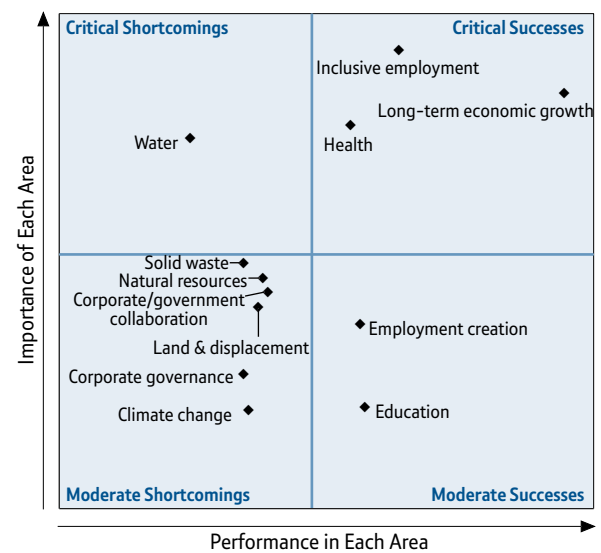 Critical Shortcomings
Critical Successes
Inclusive employment
Long-term economic growth
Water
Health
Importance of Each Area
Solid waste
Natural resources
Corporate/government
collaboration
Land & displacement
Employment creation
Corporate governance
Climate change
Education
Moderate Shortcomings
Moderate Successes
Performance in Each Area